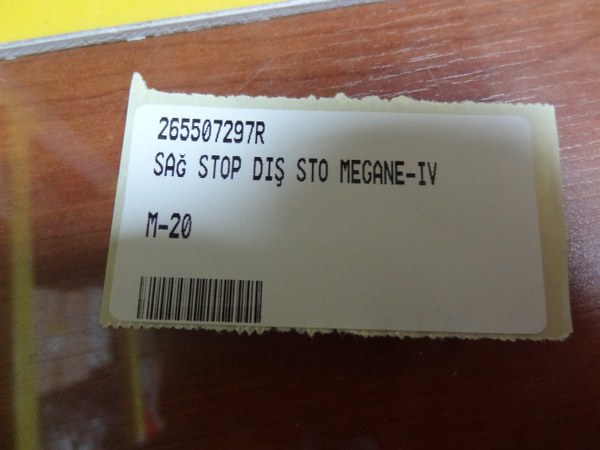 265507297R
SAğ STOP DIŞ STO MEGANE-IV
M-20